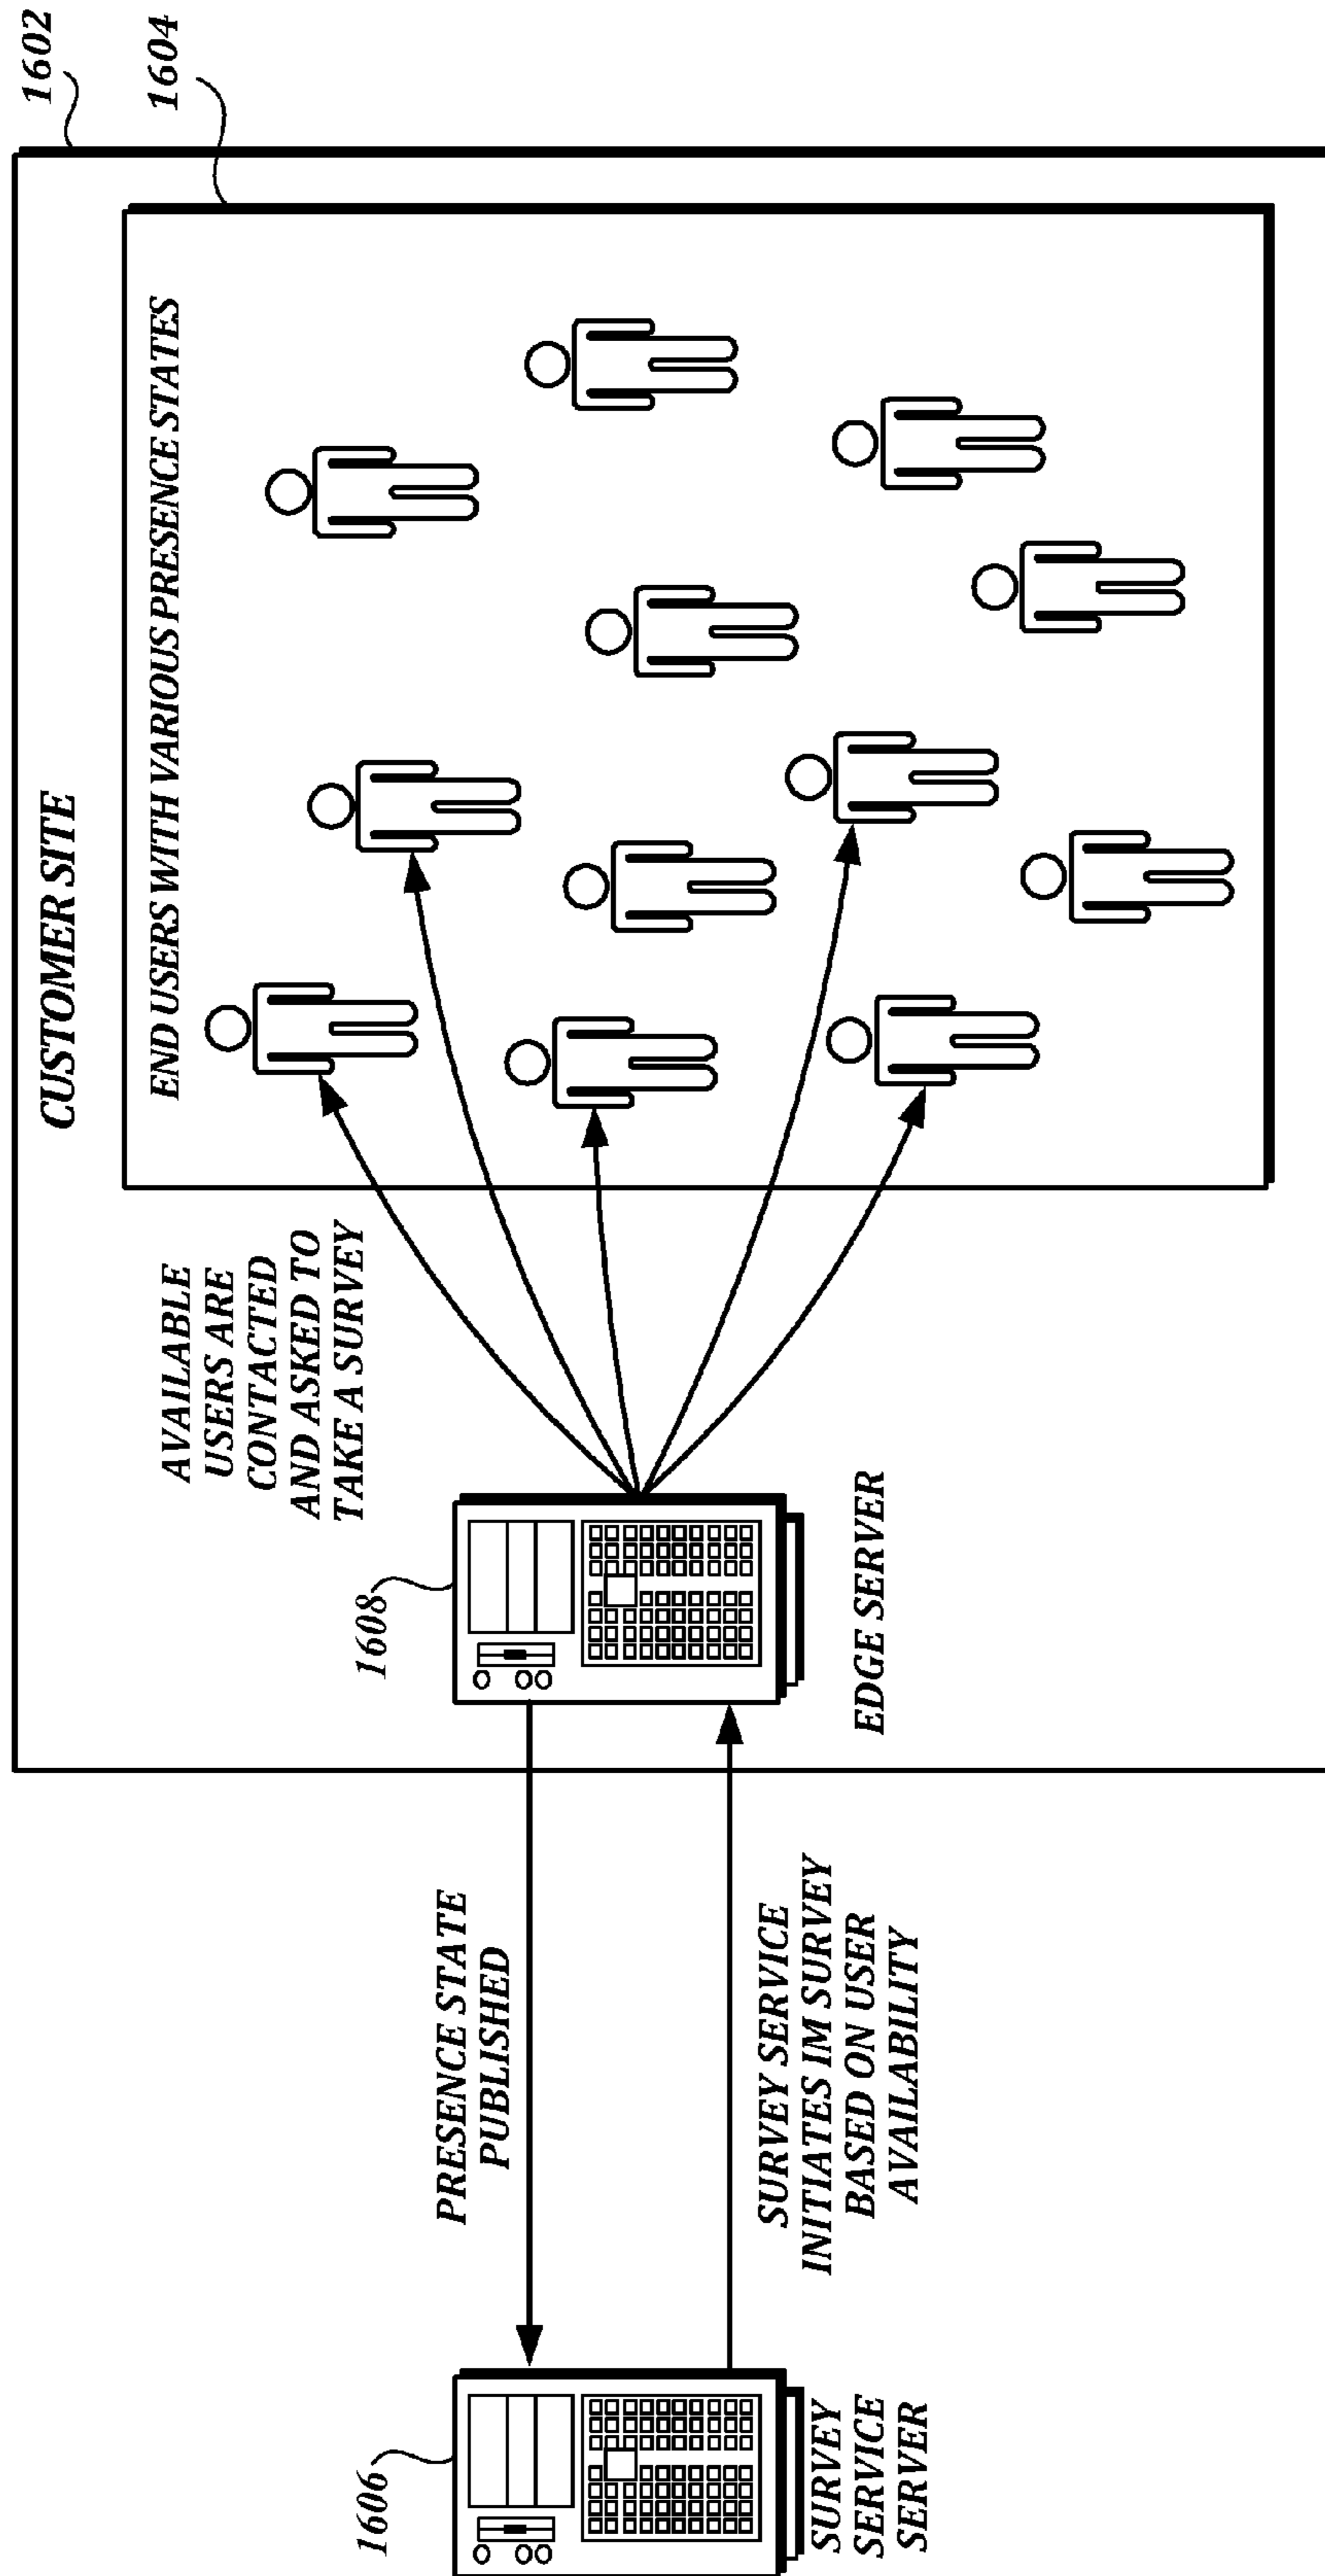 CUSTOMER SITE
1602
1604
END USERS WITH VARIOUS PRESENCE STATES
AVAILABLE
USERS ARE
CONTACTED
AND ASKED TO
TAKE A SURVEY
1608
EDGE SERVER
PRESENCE STATE
PUBLISHED
SURVEY SERVICE
INITIATES IM SURVEY
BASED ON USER
AVAILABILITY
1606
SURVEY
SERVICE
SERVER